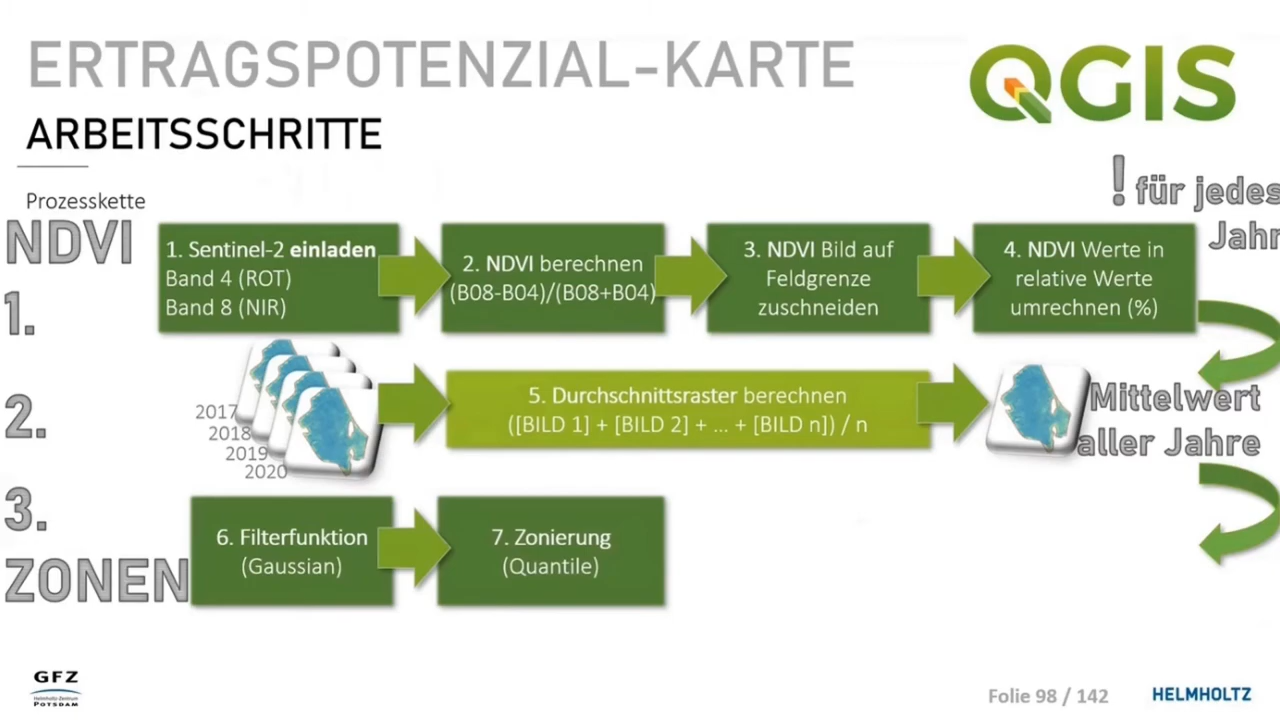 ERTRAGSPOTENZIAL-KARTE
QGIS
ARBEITSSCHRITTE
! für jedes
Jahr
Prozesskette
NDVI
1.
1. Sentinel-2 einladen
Band 4 (ROT)
Band 8 (NIR)
2. NDVI berechnen
(B08-B04)/(B08+B04)
3. NDVI Bild auf
Feldgrenze
zuschneiden
4. NDVI Werte in
relative Werte
umrechnen (%)
2.
2017
2018
2019
2020
5. Durchschnittsraster berechnen
([BILD 1] + [BILD 2] + ... + [BILD n]) / n
Mittelwert
aller Jahre
3.
ZONEN
6. Filterfunktion
(Gaussian)
7. Zonierung
(Quantile)
GFZ
Helmholtz-Zentrum
POTSDAM
Folie 98 / 142
HELMHOLTZ